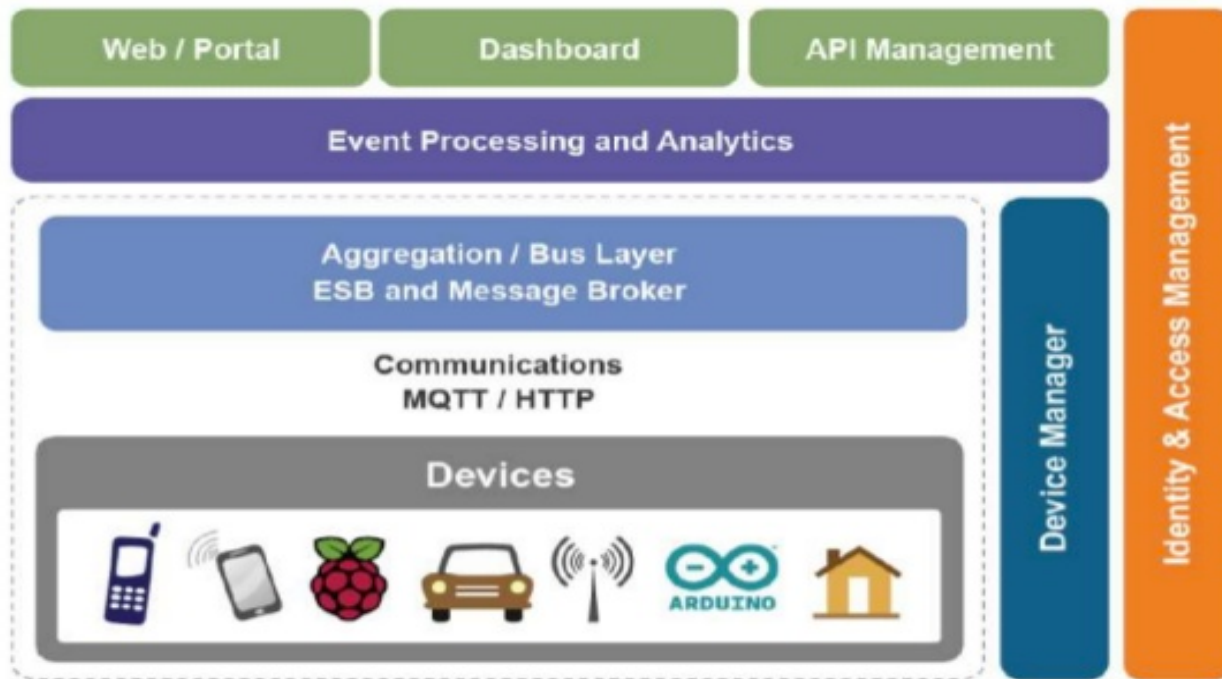 Web / Portal
Dashboard
API Management
Event Processing and Analytics
Aggregation / Bus Layer
ESB and Message Broker
Communications
MQTT / HTTP
Devices
ARDUINO
Device Manager
Identity & Access Management